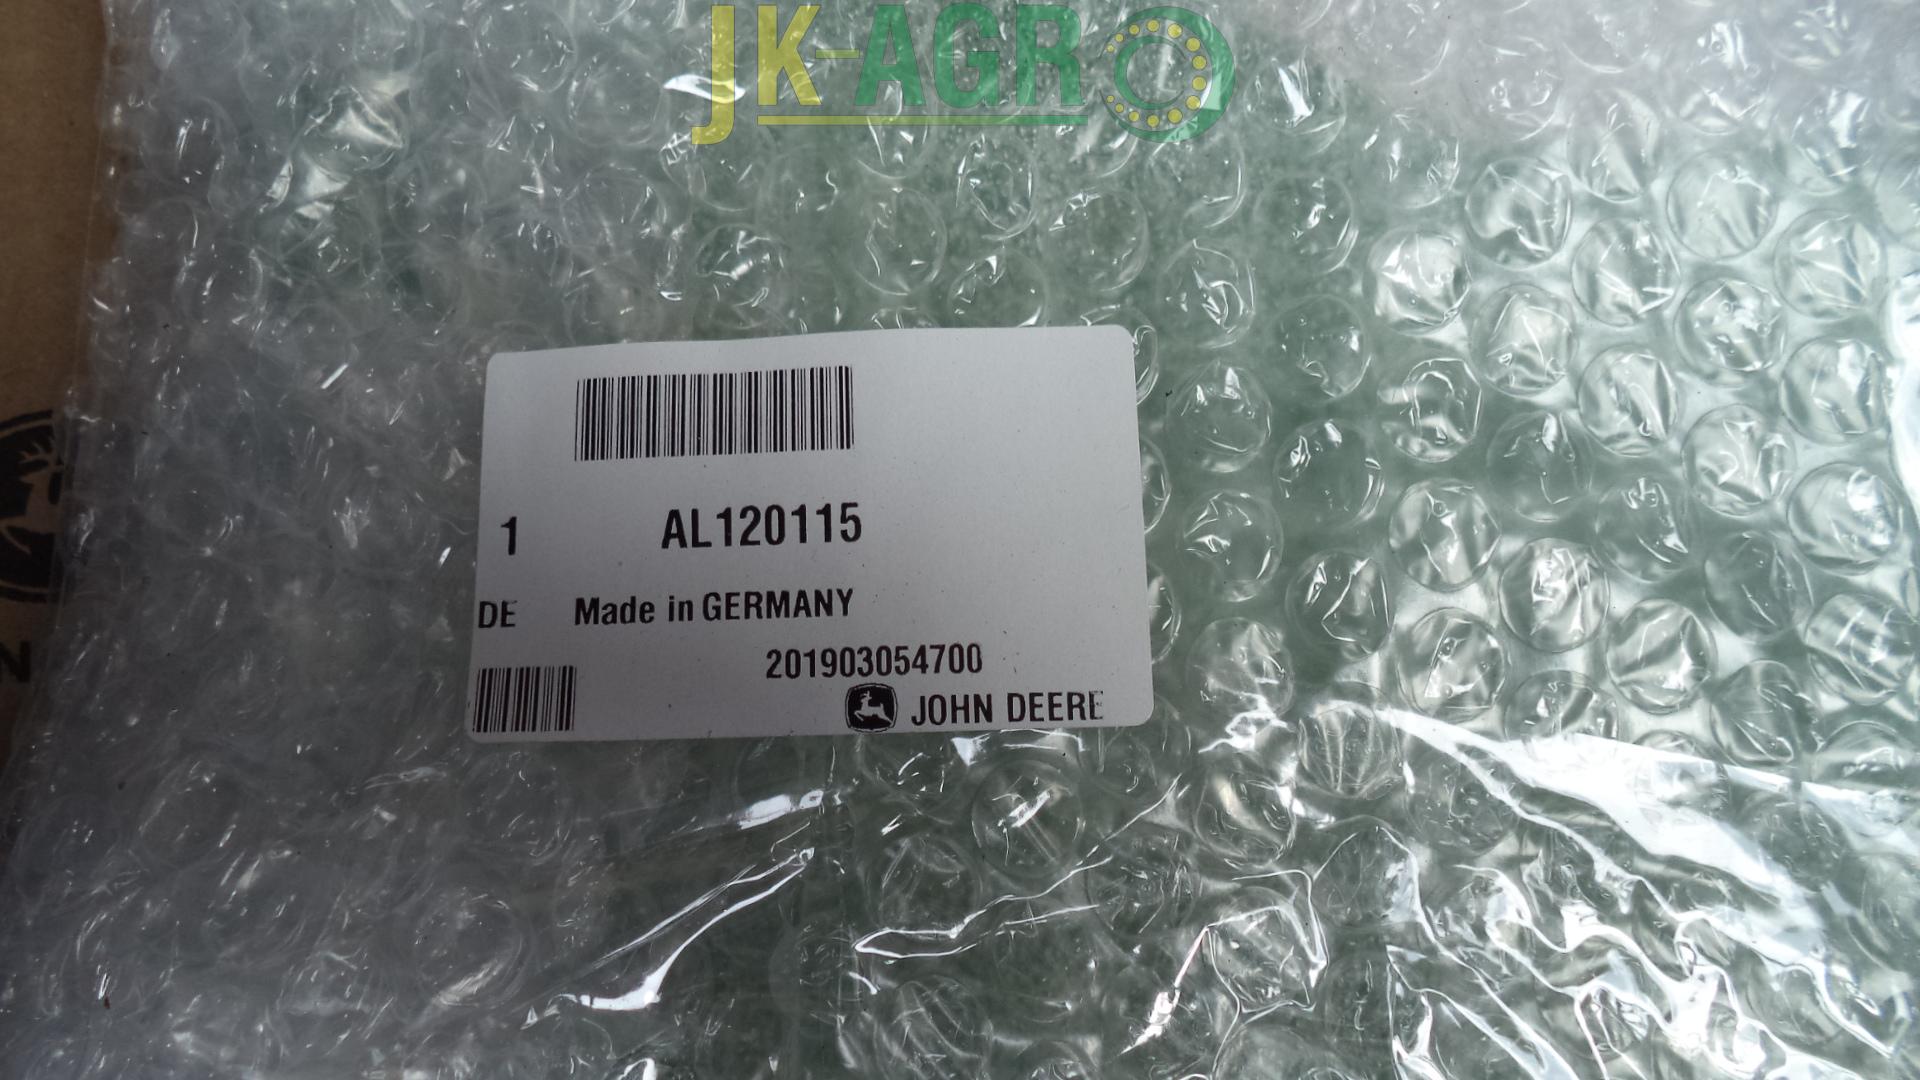 JK-AGRO
1 AL120115
DE Made in GERMANY
201903054700
JOHN DEERE
N